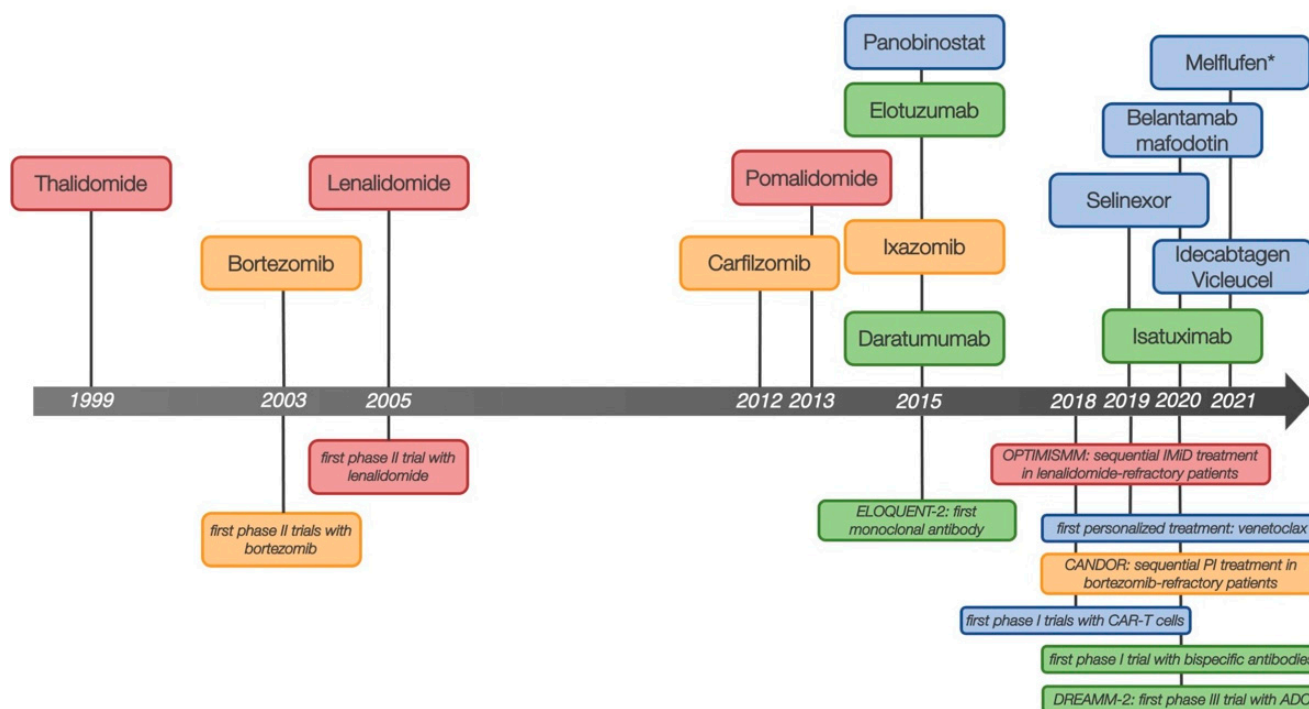 Panobinostat
Melflufen*
Elotuzumab
Belantamab
mafodotin
Thalidomide
Lenalidomide
Pomalidomide
Selinexor
Bortezomib
Carfilzomib
Ixazomib
Idecabtagen
Vicleucel
Daratumumab
Isatuximab
1999
2003
2005
2012
2013
2015
2018
2019
2020
2021
first phase II trial with
lenalidomide
OPTIMISMM: sequential IMiD treatment
in lenalidomide-refractory patients
first phase II trials with
bortezomib
ELOQUENT-2: first
monoclonal antibody
first personalized treatment: venetoclax
CANDOR: sequential PI treatment in
bortezomib-refractory patients
first phase I trials with CAR-T cells
first phase I trial with bispecific antibodies
DREAMM-2: first phase III trial with ADC